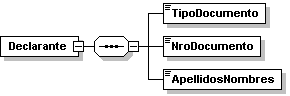 TipoDocumento
Declarante
NroDocumento
ApellidosNombres